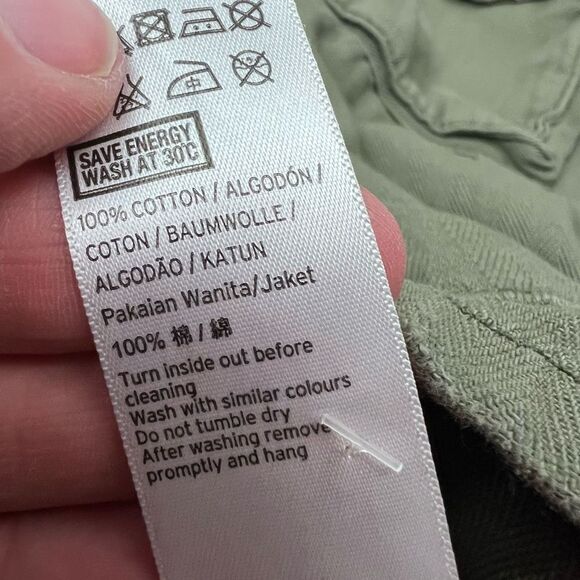 SAVE ENERGY
WASH AT 30°C
100% COTTON / ALGODÓN /
COTON / BAUMWOLLE /
ALGODÃO / KATUN
Pakaian Wanita/Jaket
100% 棉 / 綿
Turn inside out before
cleaning
Wash with similar colours
Do not tumble dry
After washing remove
promptly and hang